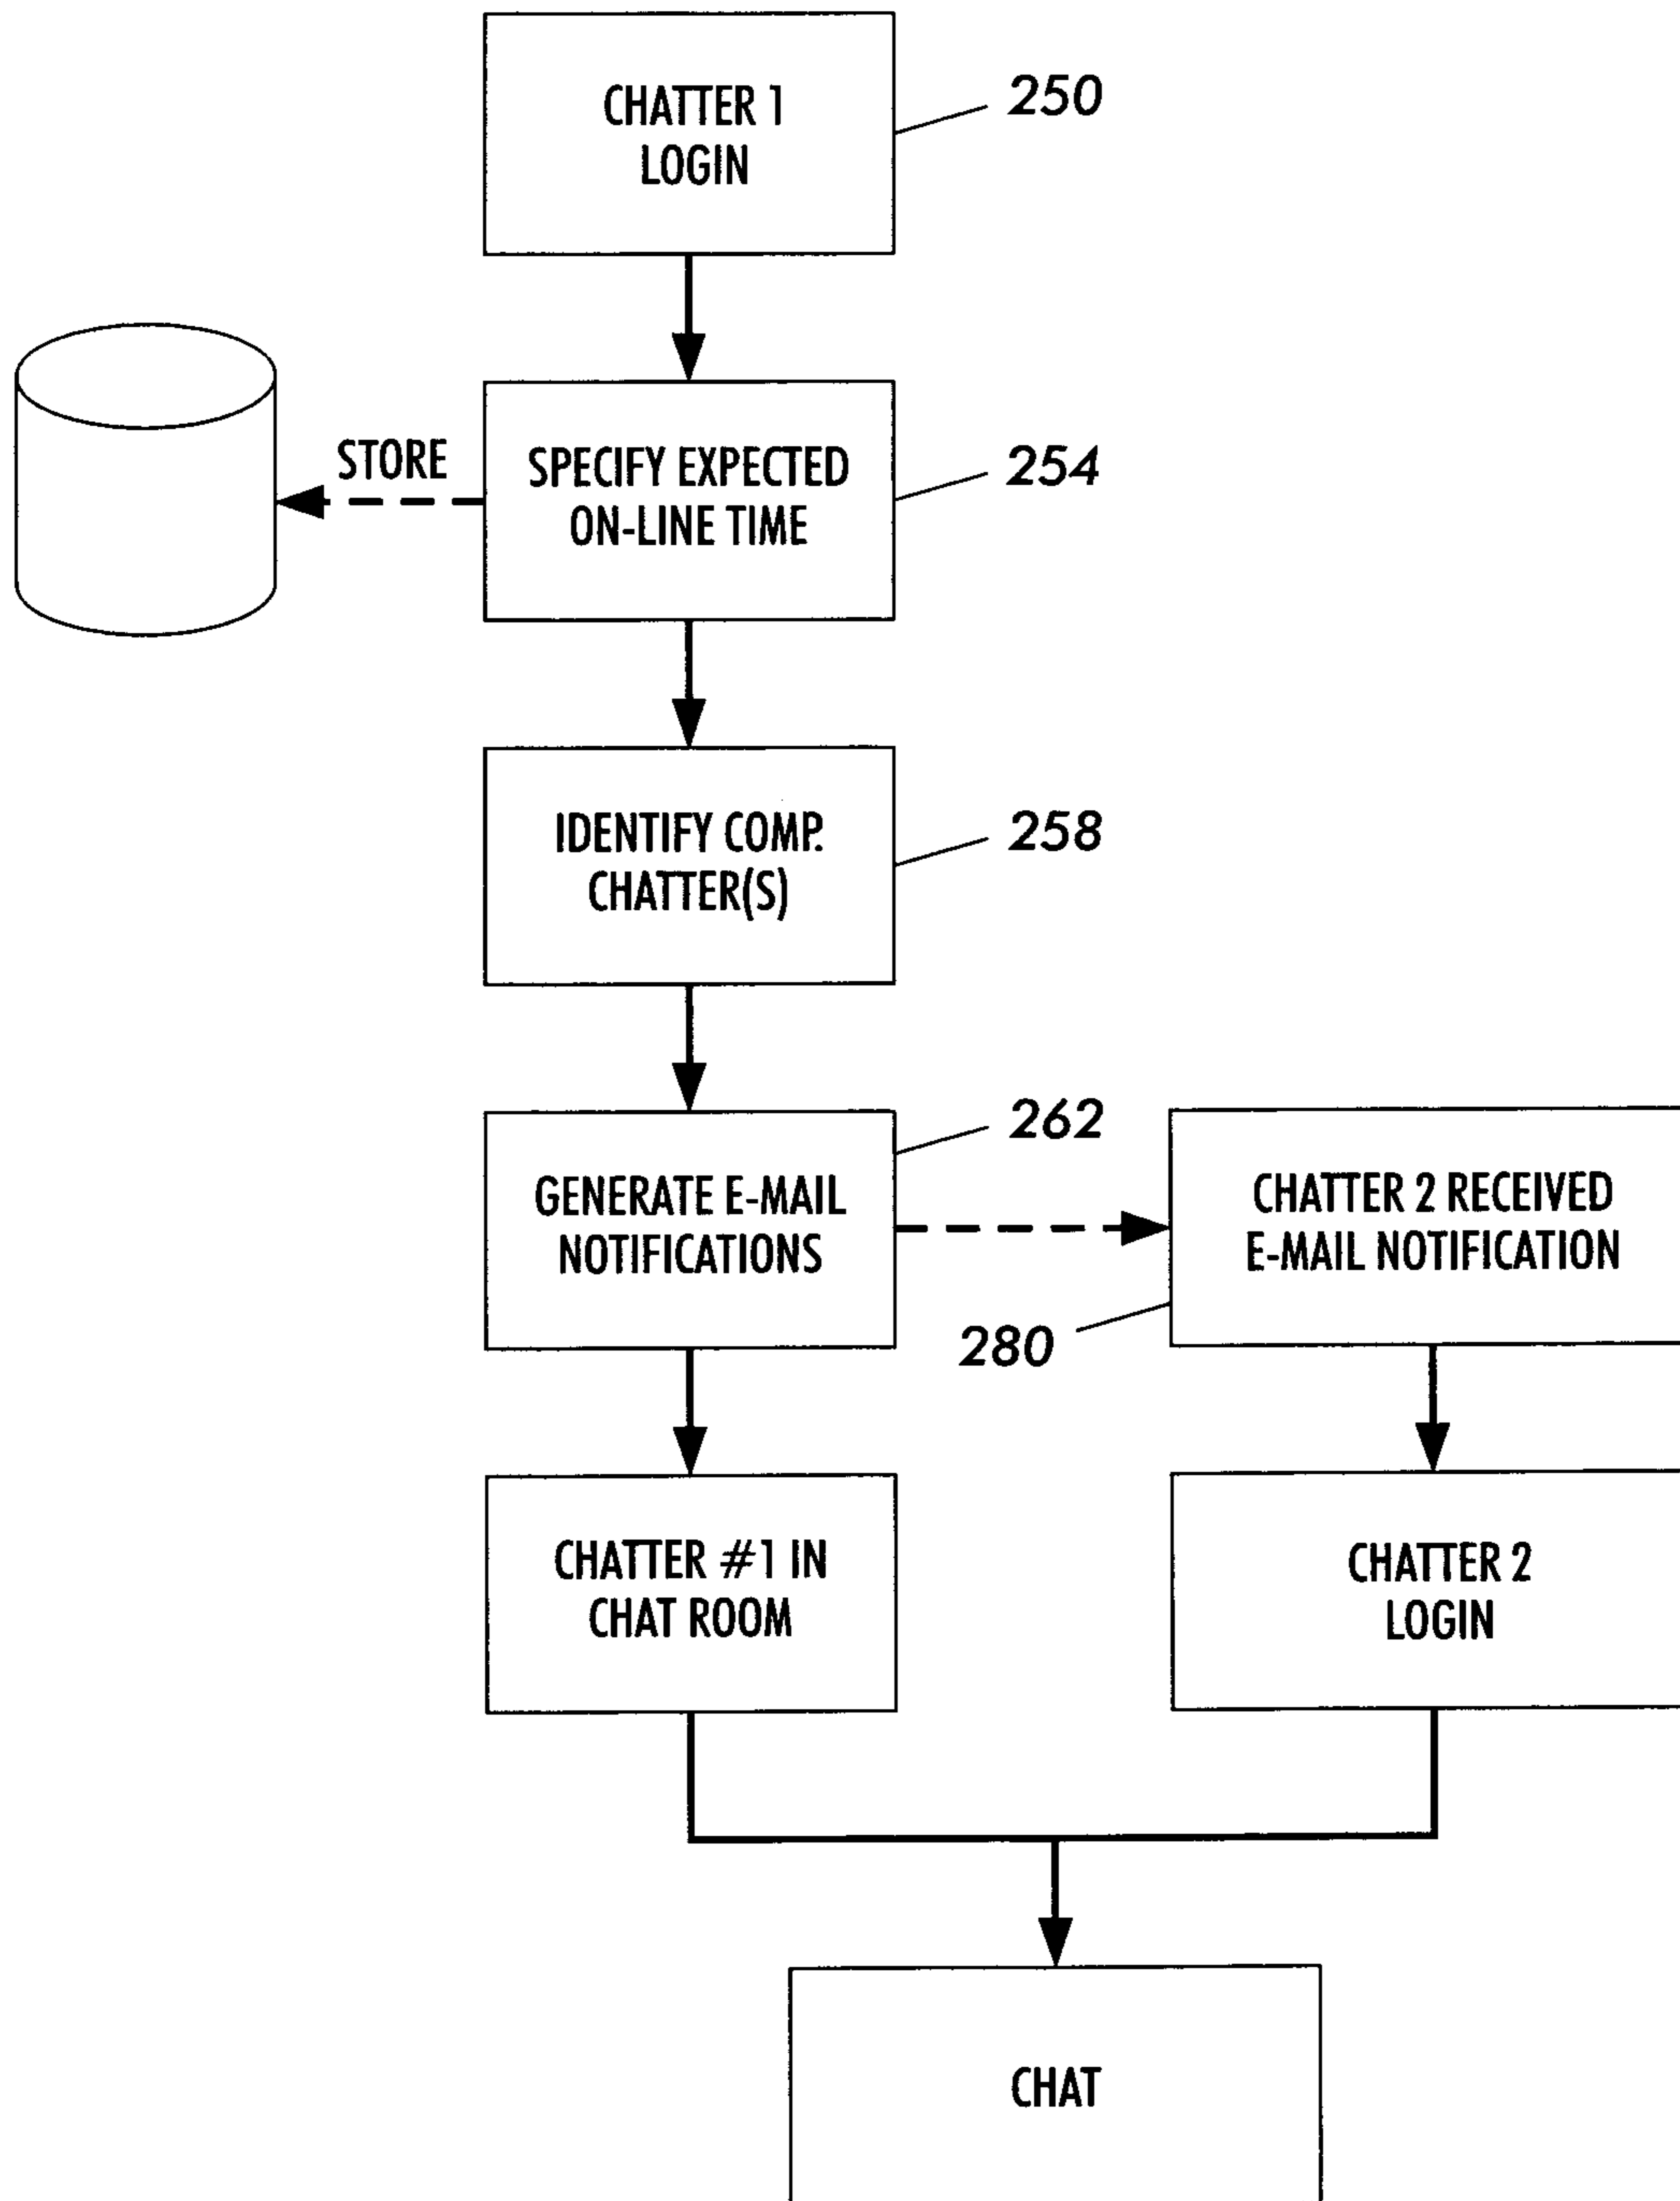 CHATTER 1
LOGIN
250
STORE
SPECIFY EXPECTED
ON-LINE TIME
254
IDENTIFY COMP.
CHATTER(S)
258
GENERATE E-MAIL
NOTIFICATIONS
262
CHATTER 2 RECEIVED
E-MAIL NOTIFICATION
280
CHATTER #1 IN
CHAT ROOM
CHATTER 2
LOGIN
CHAT